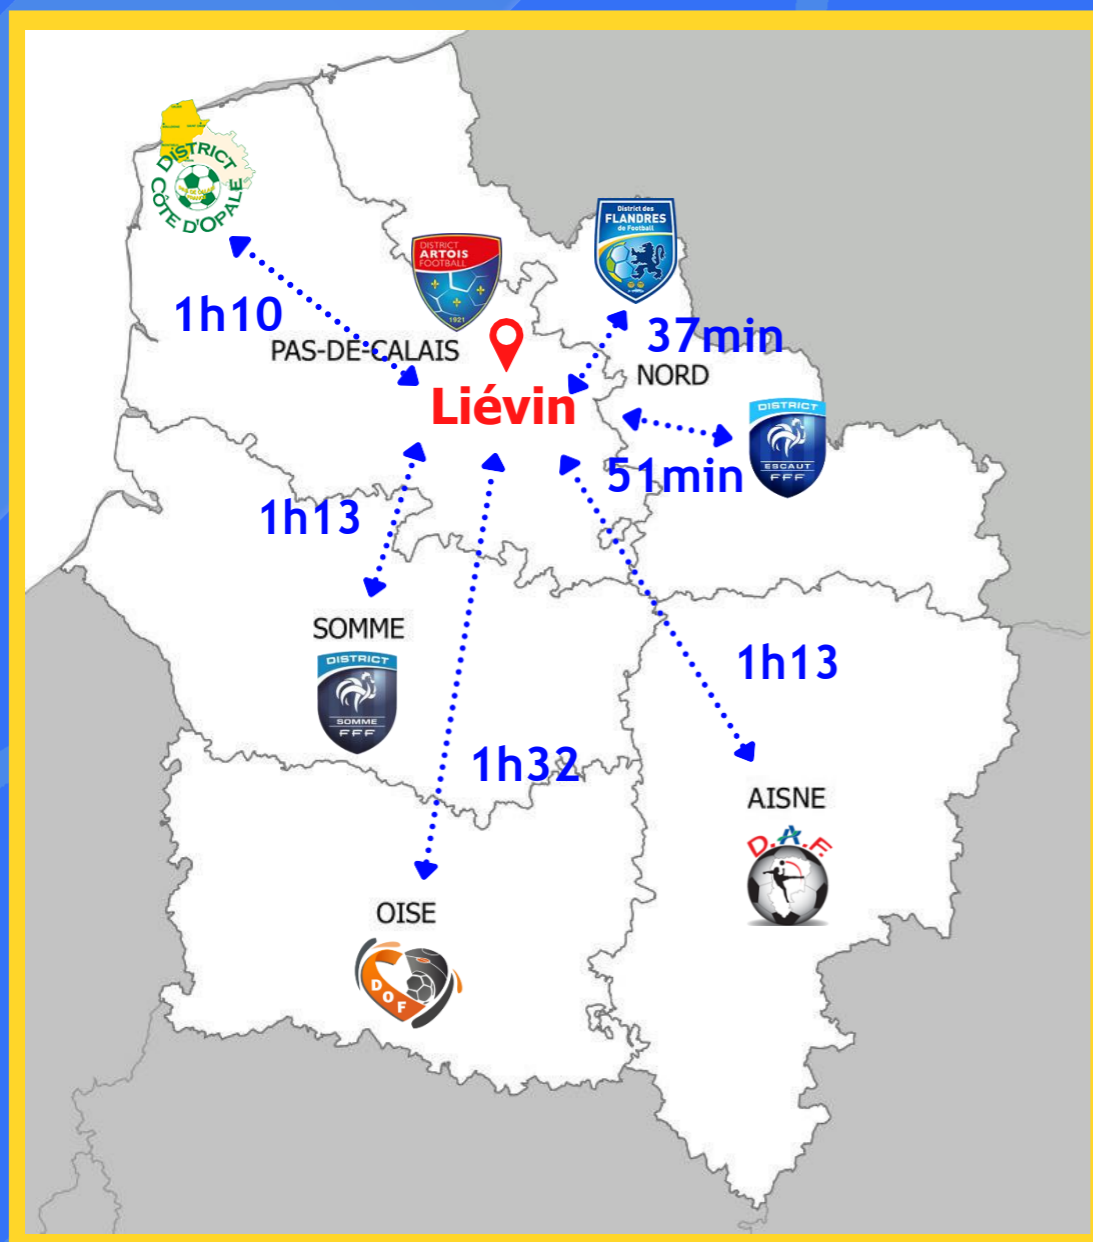 DISTRICT
CÔTE D'OPALE
DISTRICT
ARTOIS
FOOTBALL
1921
District des
FLANDRES
de Football
1h10
37min
PAS-DE-CALAIS
NORD
Liévin
DISTRICT
ESCAUT
FFF
51min
1h13
SOMME
DISTRICT
SOMME
FFF
1h13
1h32
AISNE
D.A.F.
OISE
DOF